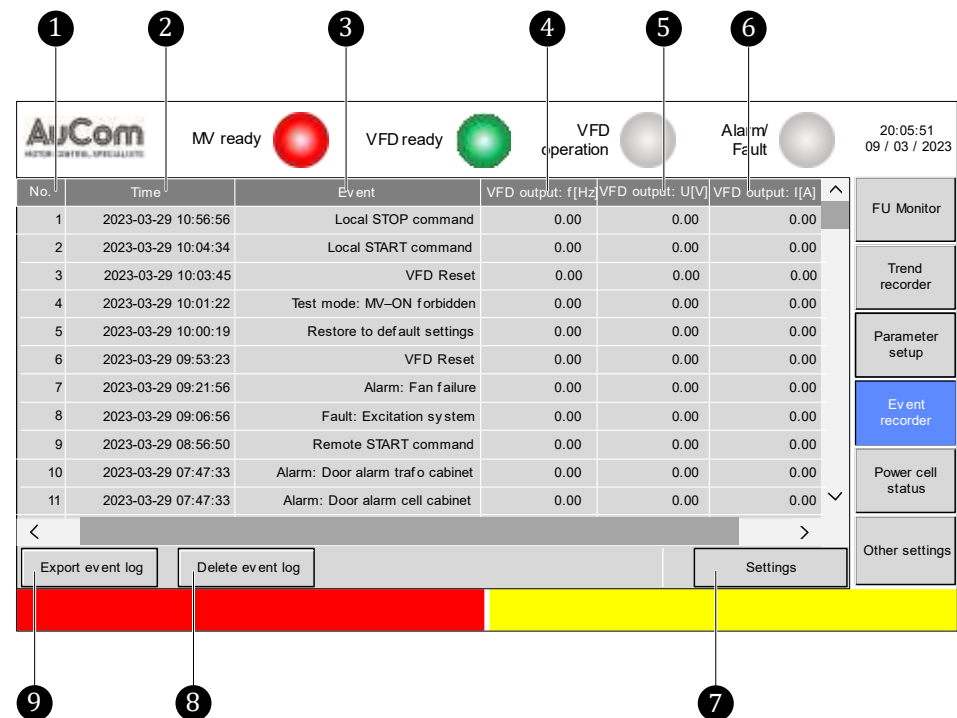 1 2 3 4 5 6
AuCom
MOTOR CONTROL SPECIALISTS
MV ready
VFD ready
VFD
operation
Alarm/
Fault
20:05:51
09 / 03 / 2023
No. Time Event VFD output: f[Hz] VFD output: U[V] VFD output: I[A]
1 2023-03-29 10:56:56 Local STOP command 0.00 0.00 0.00
2 2023-03-29 10:04:34 Local START command 0.00 0.00 0.00
3 2023-03-29 10:03:45 VFD Reset 0.00 0.00 0.00
4 2023-03-29 10:01:22 Test mode: MV–ON forbidden 0.00 0.00 0.00
5 2023-03-29 10:00:19 Restore to default settings 0.00 0.00 0.00
6 2023-03-29 09:53:23 VFD Reset 0.00 0.00 0.00
7 2023-03-29 09:21:56 Alarm: Fan failure 0.00 0.00 0.00
8 2023-03-29 09:06:56 Fault: Excitation system 0.00 0.00 0.00
9 2023-03-29 08:56:50 Remote START command 0.00 0.00 0.00
10 2023-03-29 07:47:33 Alarm: Door alarm trafo cabinet 0.00 0.00 0.00
11 2023-03-29 07:47:33 Alarm: Door alarm cell cabinet 0.00 0.00 0.00
FU Monitor
Trend
recorder
Parameter
setup
Event
recorder
Power cell
status
Other settings
Export event log
Delete event log
Settings
9 8 7